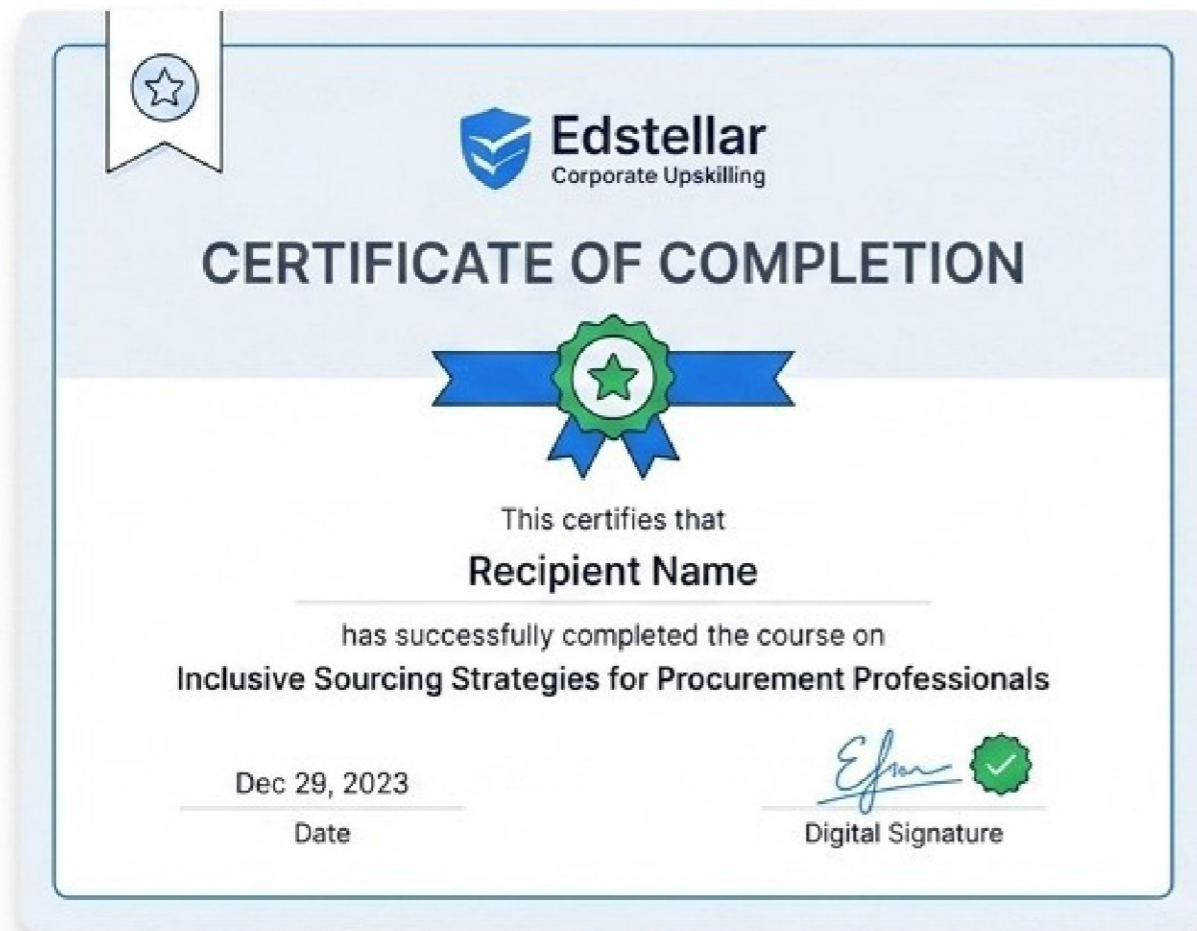 Edstellar
Corporate Upskilling
CERTIFICATE OF COMPLETION
This certifies that
Recipient Name
has successfully completed the course on
Inclusive Sourcing Strategies for Procurement Professionals
Dec 29, 2023
Date
Digital Signature